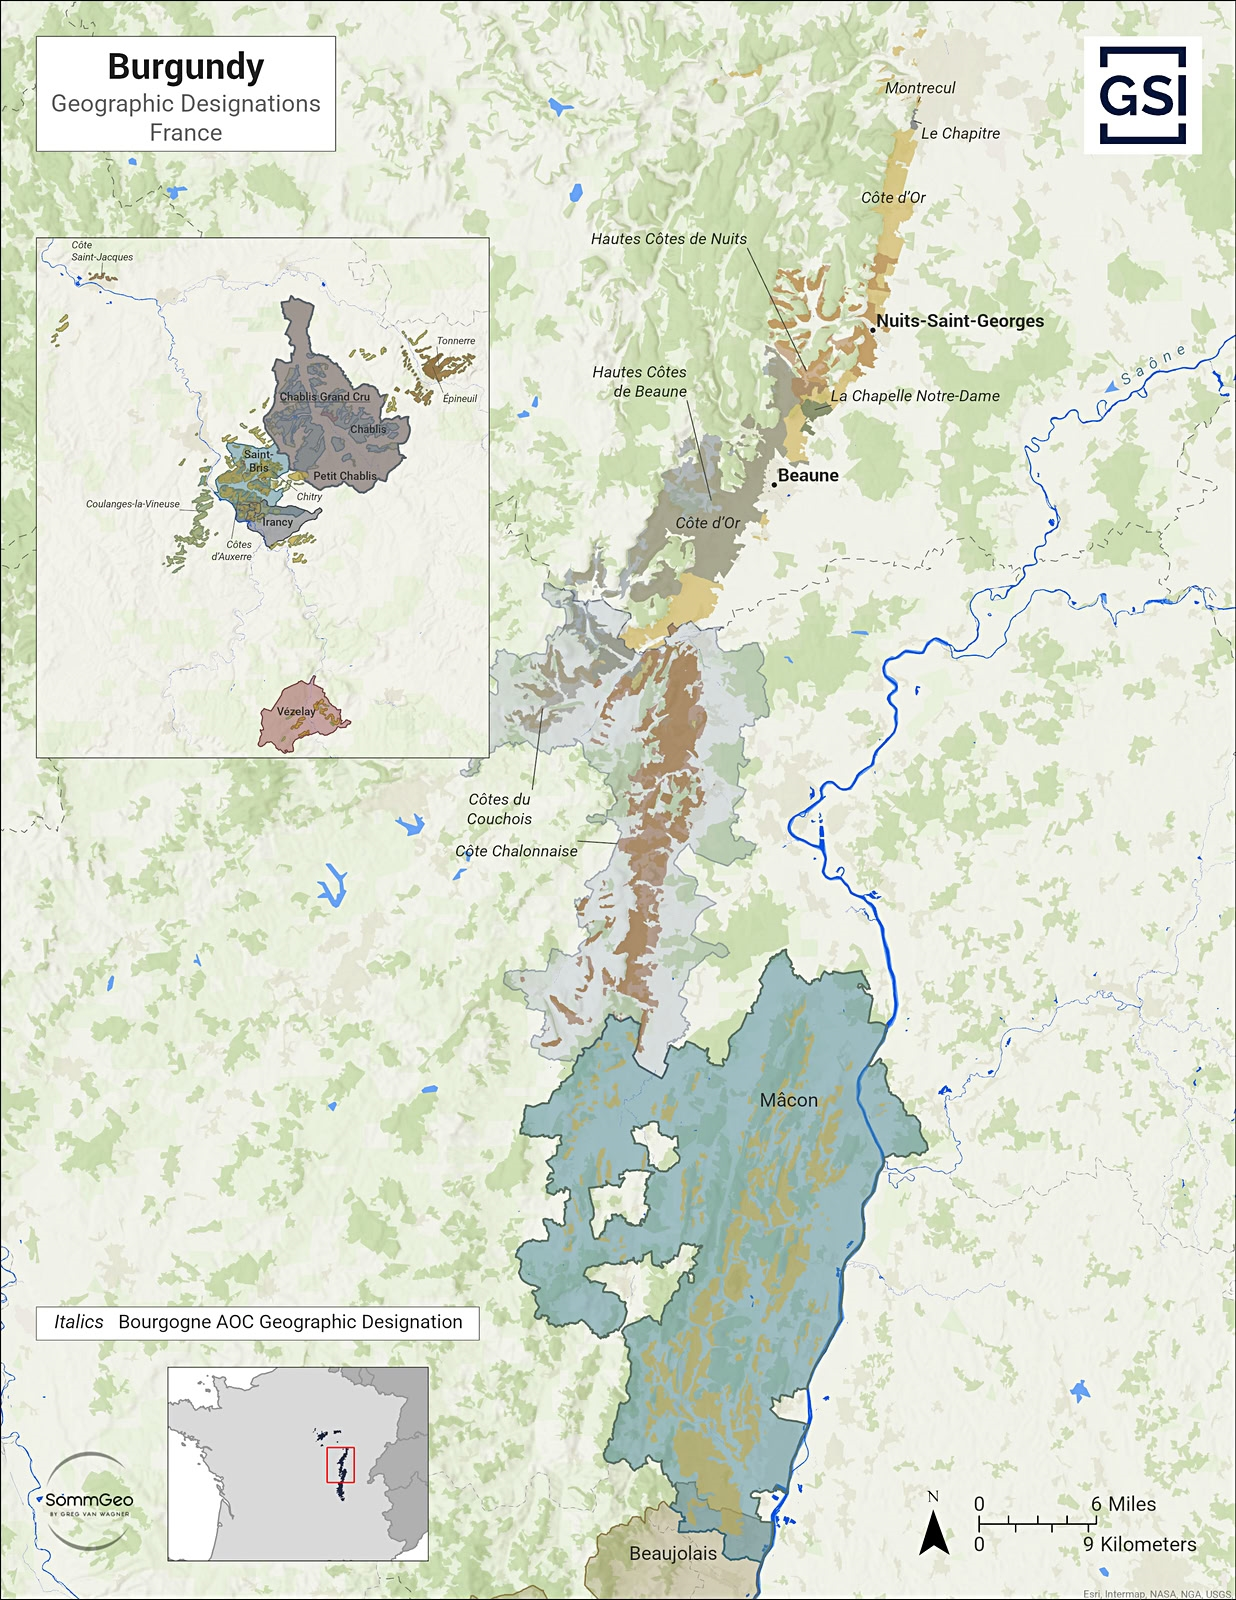 Burgundy
Geographic Designations
France
GSI
Montrecul
Le Chapitre
Côte d'Or
Hautes Côtes de Nuits
Nuits-Saint-Georges
Saône
Hautes Côtes
de Beaune
La Chapelle Notre-Dame
Beaune
Côte d'Or
Côte
Saint-Jacques
Tonnerre
Épineuil
Chablis Grand Cru
Chablis
Saint-
Bris
Petit Chablis
Chitry
Coulanges-la-Vineuse
Irancy
Côtes
d'Auxerre
Vézelay
Côtes du
Couchois
Côte Chalonnaise
Mâcon
Italics Bourgogne AOC Geographic Designation
SommGeo
BY GREG VAN WAGNER
Beaujolais
N
0 6 Miles
0 9 Kilometers
Esri, Intermap, NASA, NGA, USGS